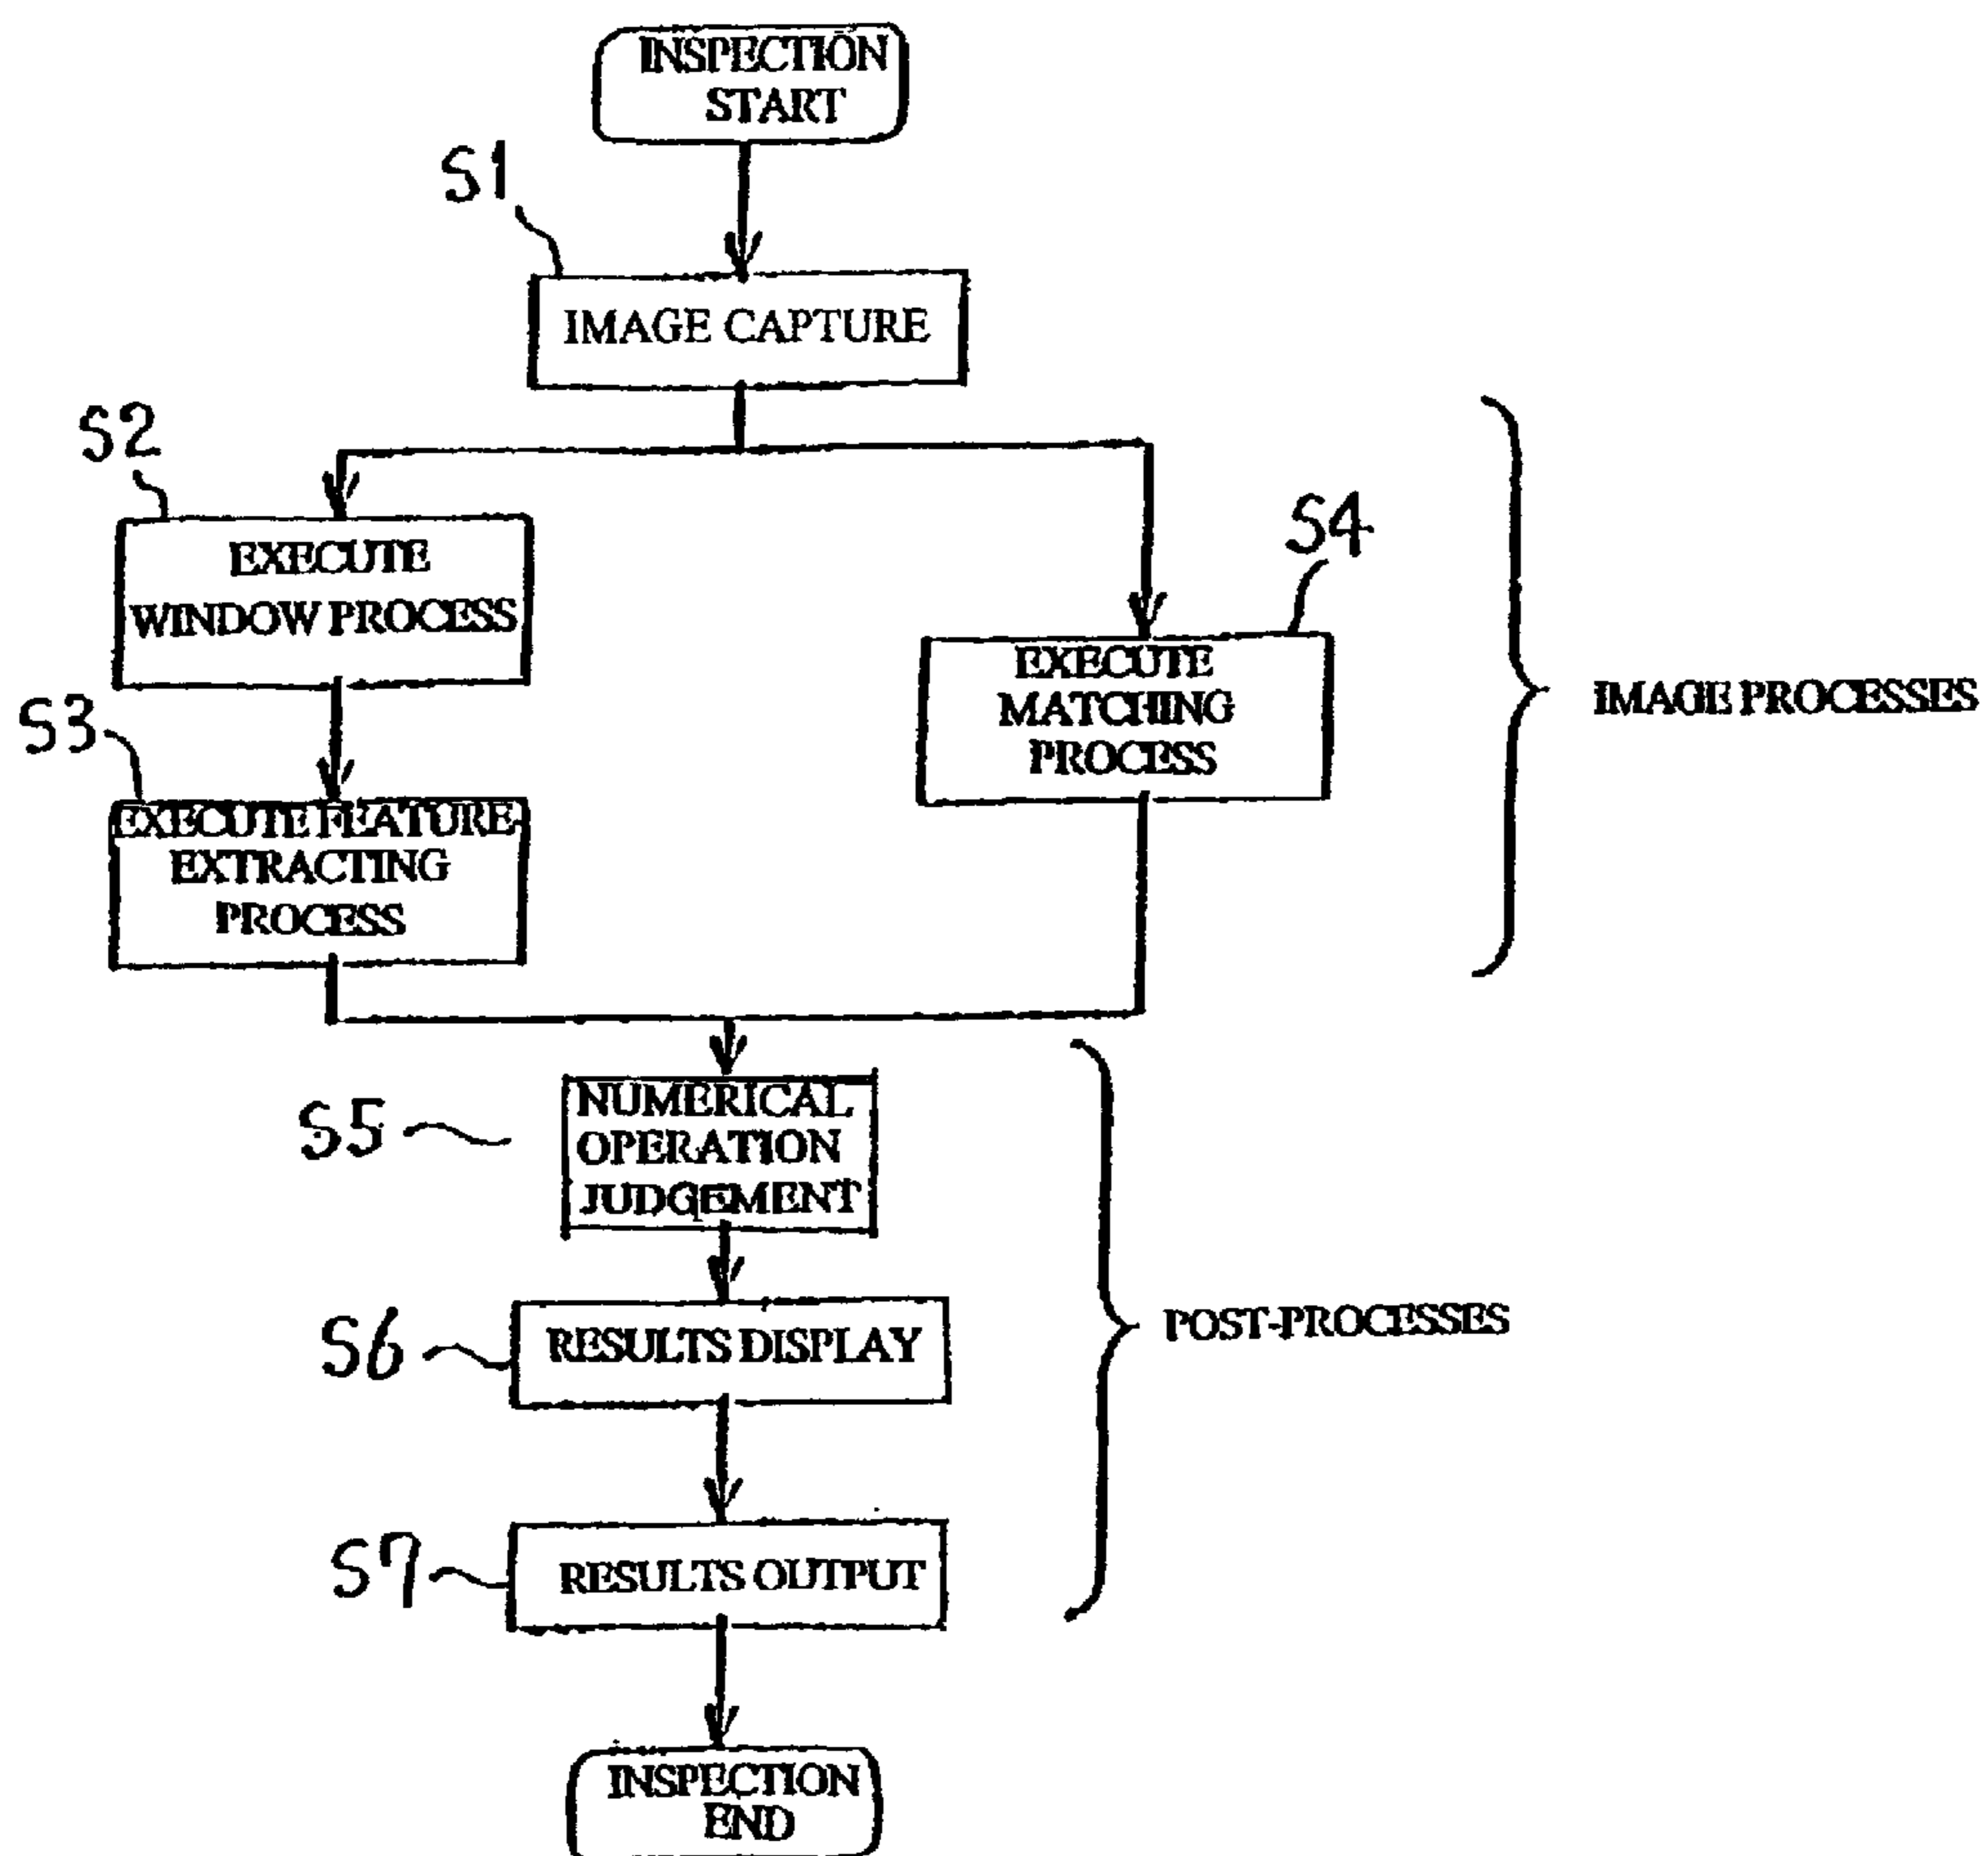 INSPECTION
START
S1
IMAGE CAPTURE
S2
EXECUTE
WINDOW PROCESS
S4
EXECUTE
MATCHING
PROCESS
IMAGE PROCESSES
S3
EXECUTE FEATURE
EXTRACTING
PROCESS
S5
NUMERICAL
OPERATION
JUDGEMENT
S6
RESULTS DISPLAY
POST-PROCESSES
S7
RESULTS OUTPUT
INSPECTION
END